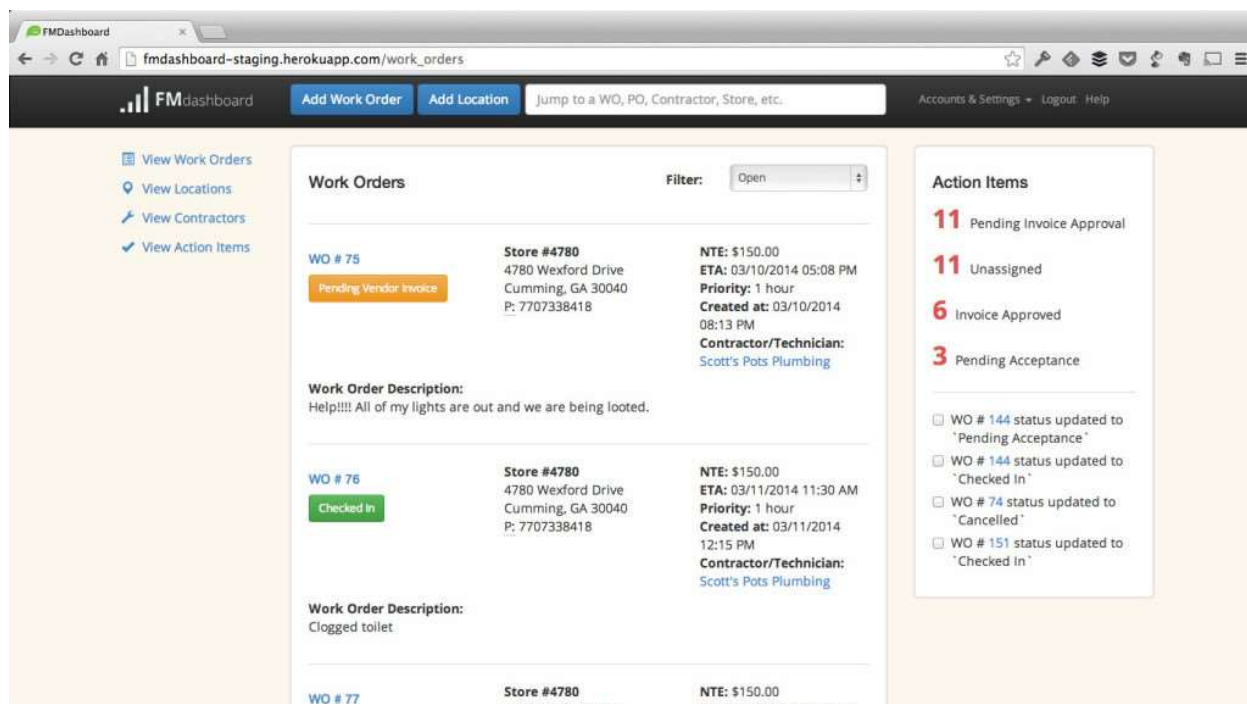 FMDashboard
fmdashboard-staging.herokuapp.com/work_orders
FMdashboard
Add Work Order
Add Location
Jump to a WO, PO, Contractor, Store, etc.
Accounts & Settings
Logout
Help
View Work Orders
View Locations
View Contractors
View Action Items
Work Orders
Filter:
Open
WO # 75
Pending Vendor Invoice
Store #4780
4780 Wexford Drive
Cumming, GA 30040
P: 7707338418
NTE: $150.00
ETA: 03/10/2014 05:08 PM
Priority: 1 hour
Created at: 03/10/2014
08:13 PM
Contractor/Technician:
Scott's Pots Plumbing
Work Order Description:
Help!!!! All of my lights are out and we are being looted.
WO # 76
Checked In
Store #4780
4780 Wexford Drive
Cumming, GA 30040
P: 7707338418
NTE: $150.00
ETA: 03/11/2014 11:30 AM
Priority: 1 hour
Created at: 03/11/2014
12:15 PM
Contractor/Technician:
Scott's Pots Plumbing
Work Order Description:
Clogged toilet
WO # 77
Store #4780
NTE: $150.00
Action Items
11 Pending Invoice Approval
11 Unassigned
6 Invoice Approved
3 Pending Acceptance
WO # 144 status updated to
`Pending Acceptance`
WO # 144 status updated to
`Checked In`
WO # 74 status updated to
`Cancelled`
WO # 151 status updated to
`Checked In`